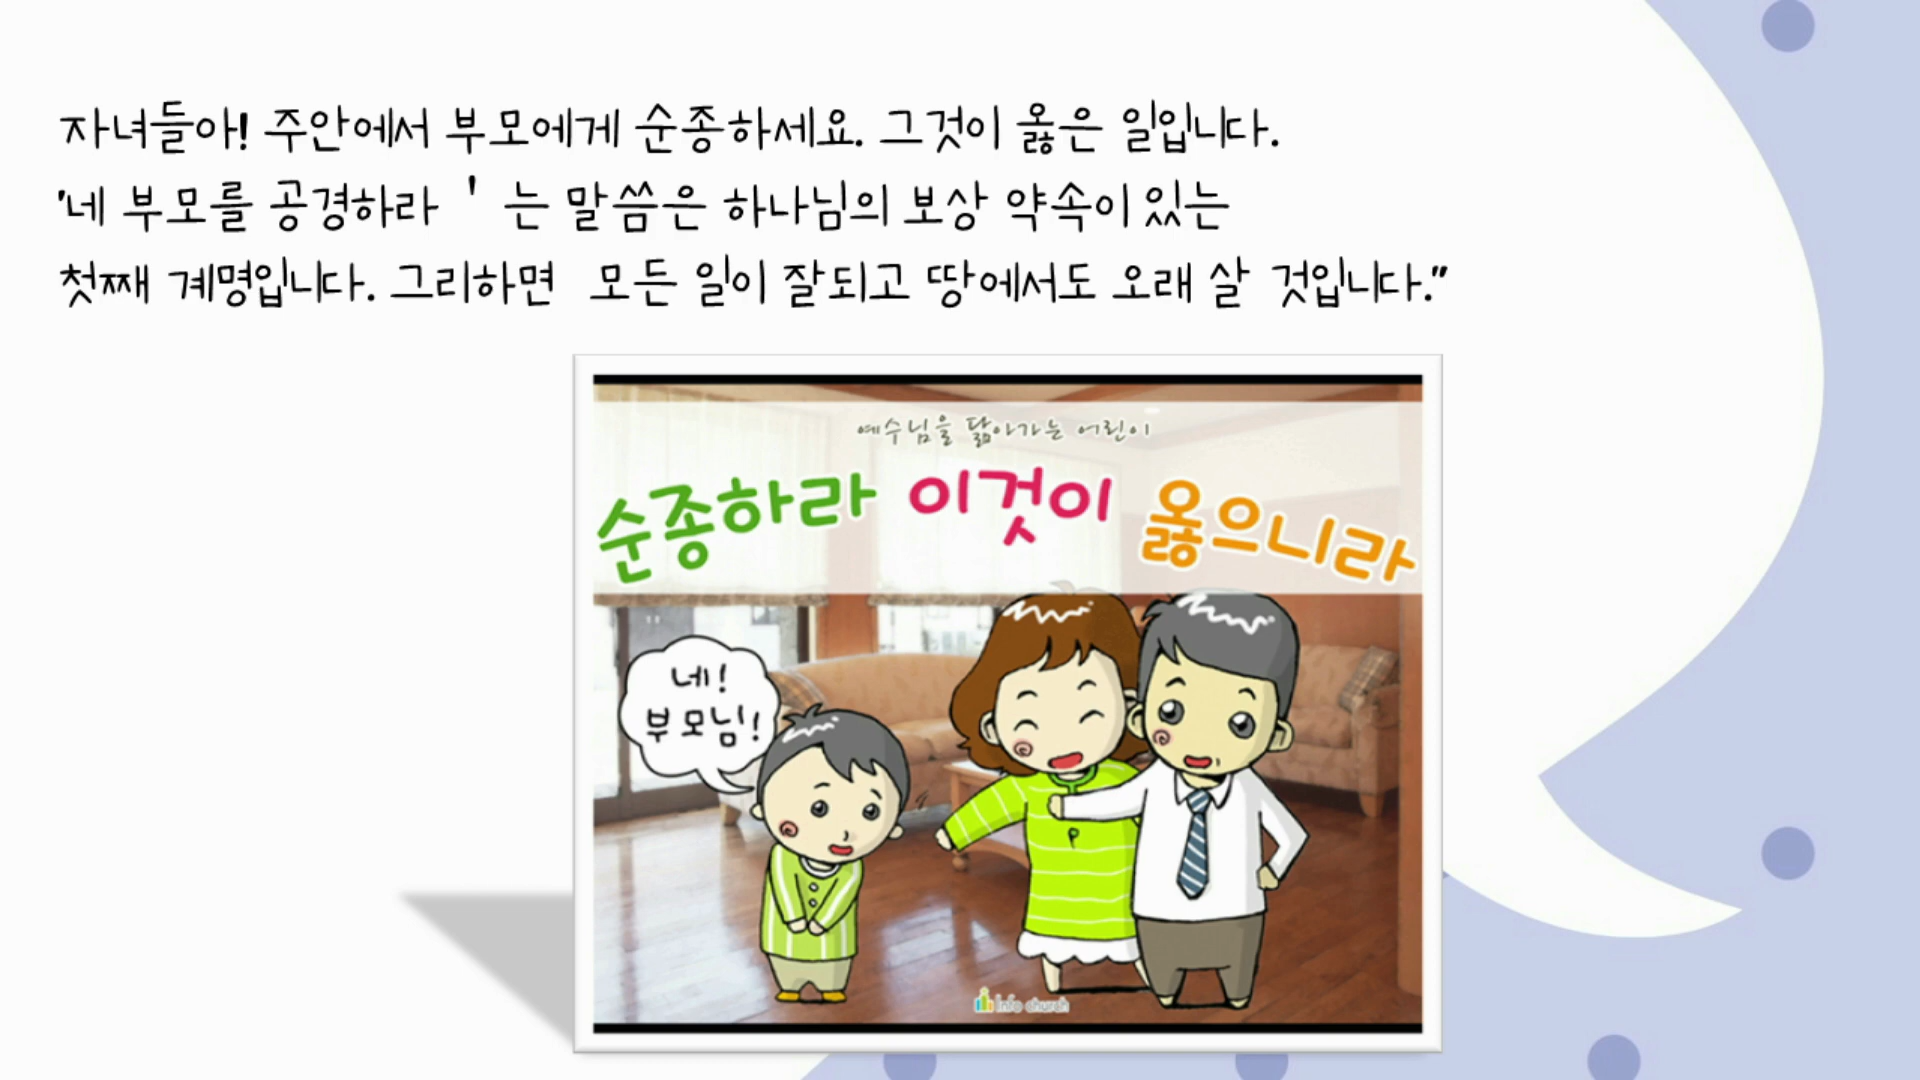 자녀들아! 주안에서 부모에게 순종하세요. 그것이 옳은 일입니다.
'네 부모를 공경하라 ' 는 말씀은 하나님의 보상 약속이 있는
첫째 계명입니다. 그리하면 모든 일이 잘되고 땅에서도 오래 살 것입니다."
예수님을 닮아가는 어린이
순종하라 이것이 옳으니라
네!
부모님!
info church